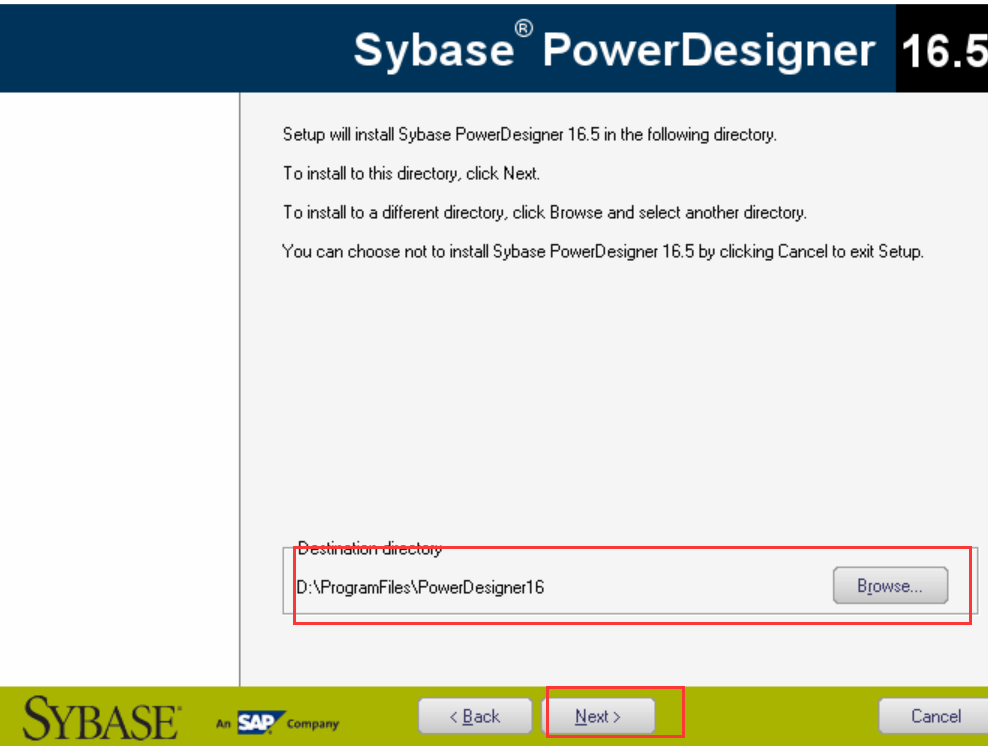 Sybase® PowerDesigner 16.5
Setup will install Sybase PowerDesigner 16.5 in the following directory.
To install to this directory, click Next.
To install to a different directory, click Browse and select another directory.
You can choose not to install Sybase PowerDesigner 16.5 by clicking Cancel to exit Setup.
Destination directory
D:\ProgramFiles\PowerDesigner16
Browse...
SYBASE® An SAP® Company
< Back
Next >
Cancel